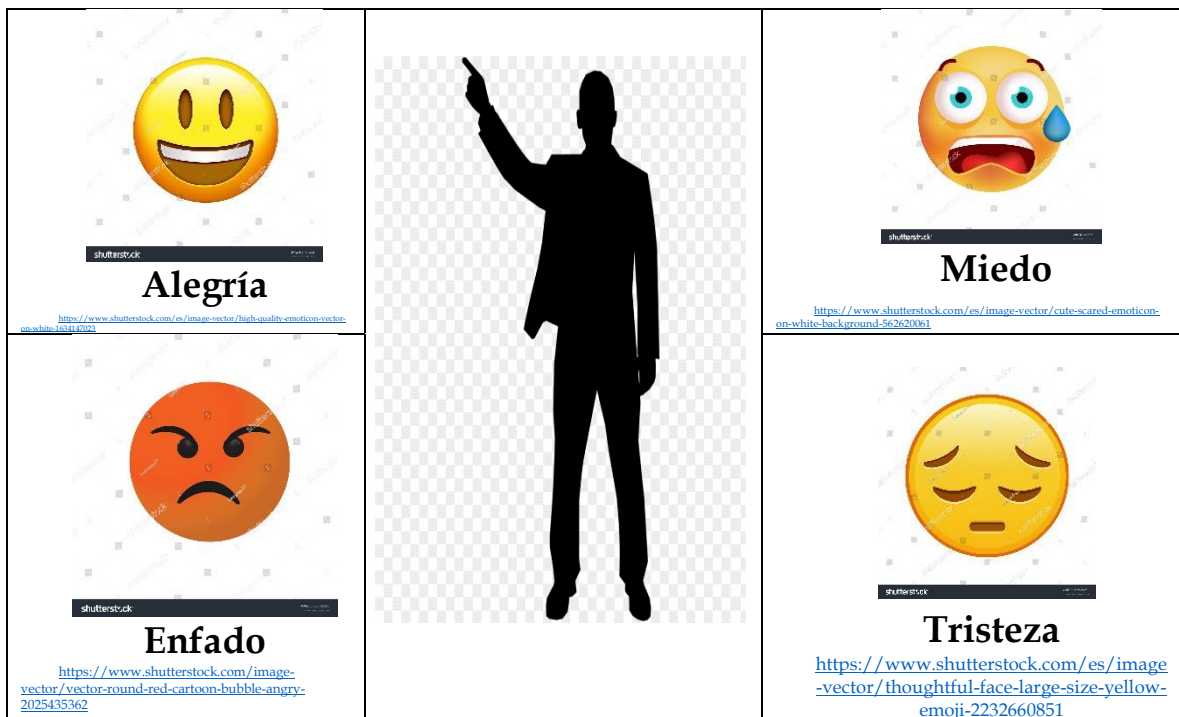 shutterstock
Alegría
https://www.shutterstock.com/es/image-vector/high-quality-emoticon-vector-
on-white-1634147023
shutterstock
Miedo
https://www.shutterstock.com/es/image-vector/cute-scared-emoticon-
on-white-background-562620061
shutterstock
Enfado
https://www.shutterstock.com/image-
vector/vector-round-red-cartoon-bubble-angry-
2025435362
shutterstock
Tristeza
https://www.shutterstock.com/es/image
-vector/thoughtful-face-large-size-yellow-
emoji-2232660851